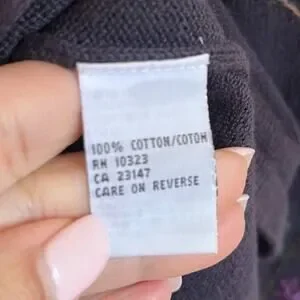 100% COTTON/COTON
RN 10323
CA 23147
CARE ON REVERSE